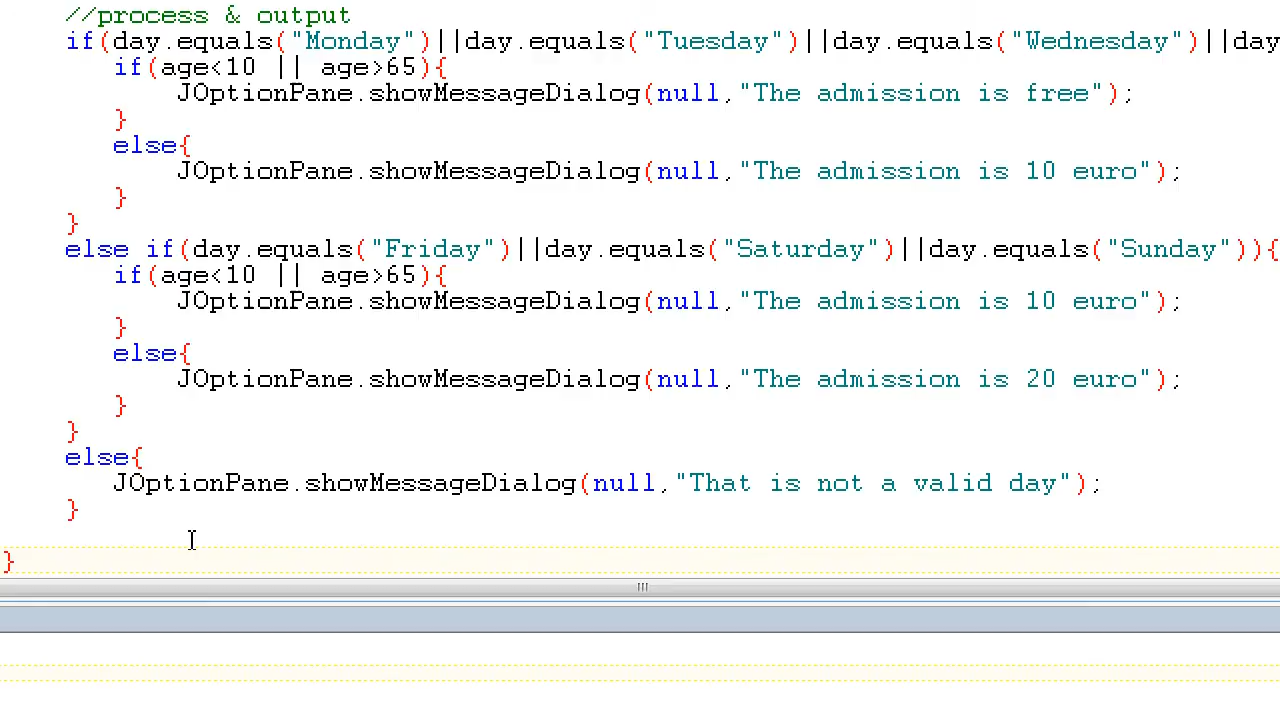 //process & output
if(day.equals("Monday")||day.equals("Tuesday")||day.equals("Wednesday")||day
if(age<10 || age>65){
JOptionPane.showMessageDialog(null,"The admission is free");
}
else{
JOptionPane.showMessageDialog(null,"The admission is 10 euro");
}
}
else if(day.equals("Friday")||day.equals("Saturday")||day.equals("Sunday")){
if(age<10 || age>65){
JOptionPane.showMessageDialog(null,"The admission is 10 euro");
}
else{
JOptionPane.showMessageDialog(null,"The admission is 20 euro");
}
}
else{
JOptionPane.showMessageDialog(null,"That is not a valid day");
}
}